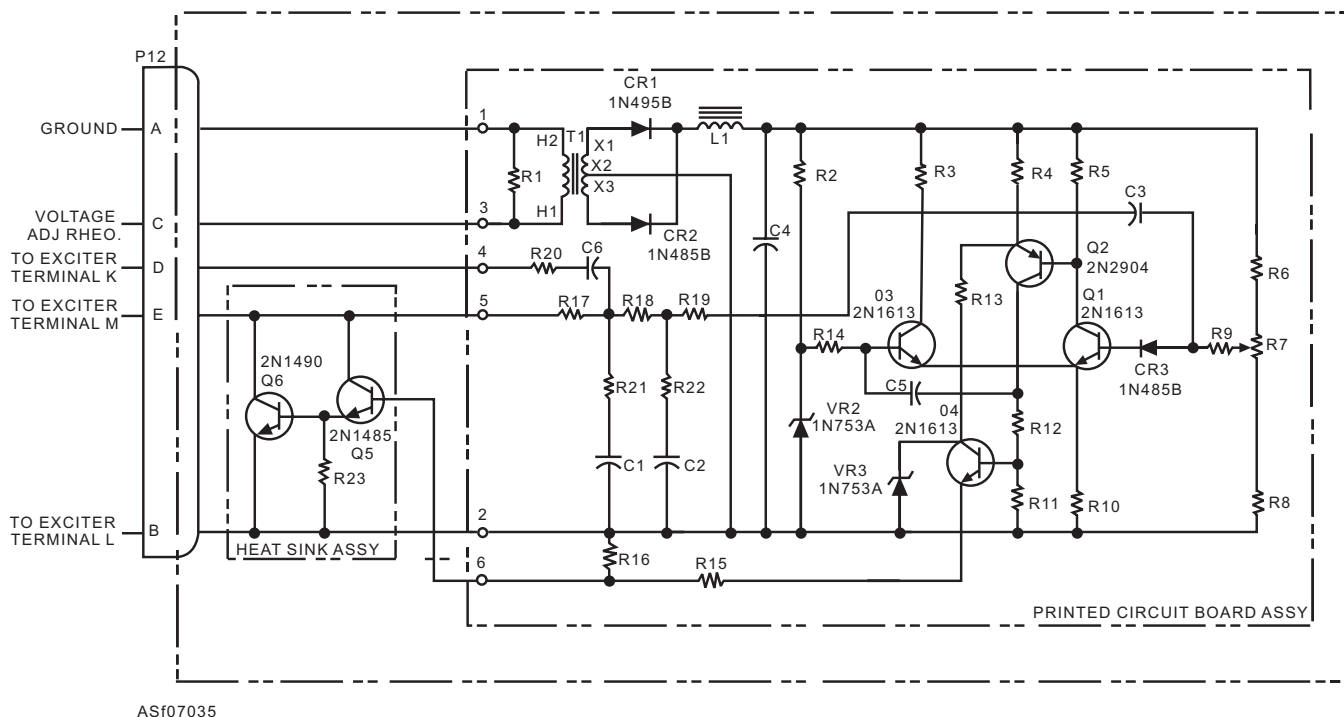 P12
GROUND
A
VOLTAGE
ADJ RHEO.
C
TO EXCITER
TERMINAL K
D
TO EXCITER
TERMINAL M
E
TO EXCITER
TERMINAL L
B
2N1490
Q6
2N1485
Q5
R23
HEAT SINK ASSY
1
3
4
5
2
6
R1
H2
T1
H1
X1
X2
X3
CR1
1N495B
CR2
1N485B
L1
R20
C6
R17
R18
R19
R21
R22
C1
C2
R16
R15
C4
R2
R3
R4
R5
C3
Q2
2N2904
R13
03
2N1613
Q1
2N1613
R14
C5
CR3
1N485B
R9
R6
R7
R8
VR2
1N753A
04
2N1613
VR3
1N753A
R12
R11
R10
PRINTED CIRCUIT BOARD ASSY
ASf07035